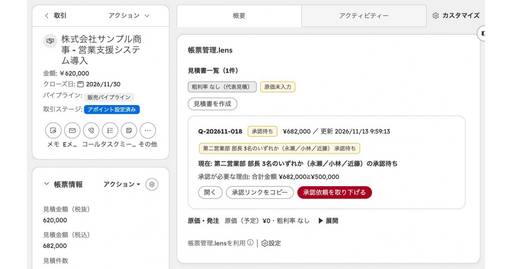 取引
アクション
株式会社サンプル商
事 - 営業支援システ
ム導入
金額: ￥620,000
クローズ日: 2026/11/30
パイプライン: 販売パイプライン
取引ステージ: アポイント設定済み
メモ Eメ... コール タスク ミー... その他
帳票情報
アクション
見積金額（税抜）
620,000
見積金額（税込）
682,000
見積件数
概要
アクティビティー
カスタマイズ
帳票管理.lens
見積書一覧（1件）
粗利率 なし（代表見積） 原価未入力
見積書を作成
Q-202611-018 承認待ち ¥682,000 ／ 更新 2026/11/13 9:59:13
第二営業部 部長 3名のいずれか（永瀬／小林／近藤） 承認待ち
現在: 第二営業部 部長 3名のいずれか（永瀬／小林／近藤）の承認待ち
承認が必要な理由: 合計金額 ¥682,000≧¥500,000
開く 承認リンクをコピー 承認依頼を取り下げる
原価・発注 原価（予定）¥0・粗利率 なし ▶ 展開
帳票管理.lensを利用 設定